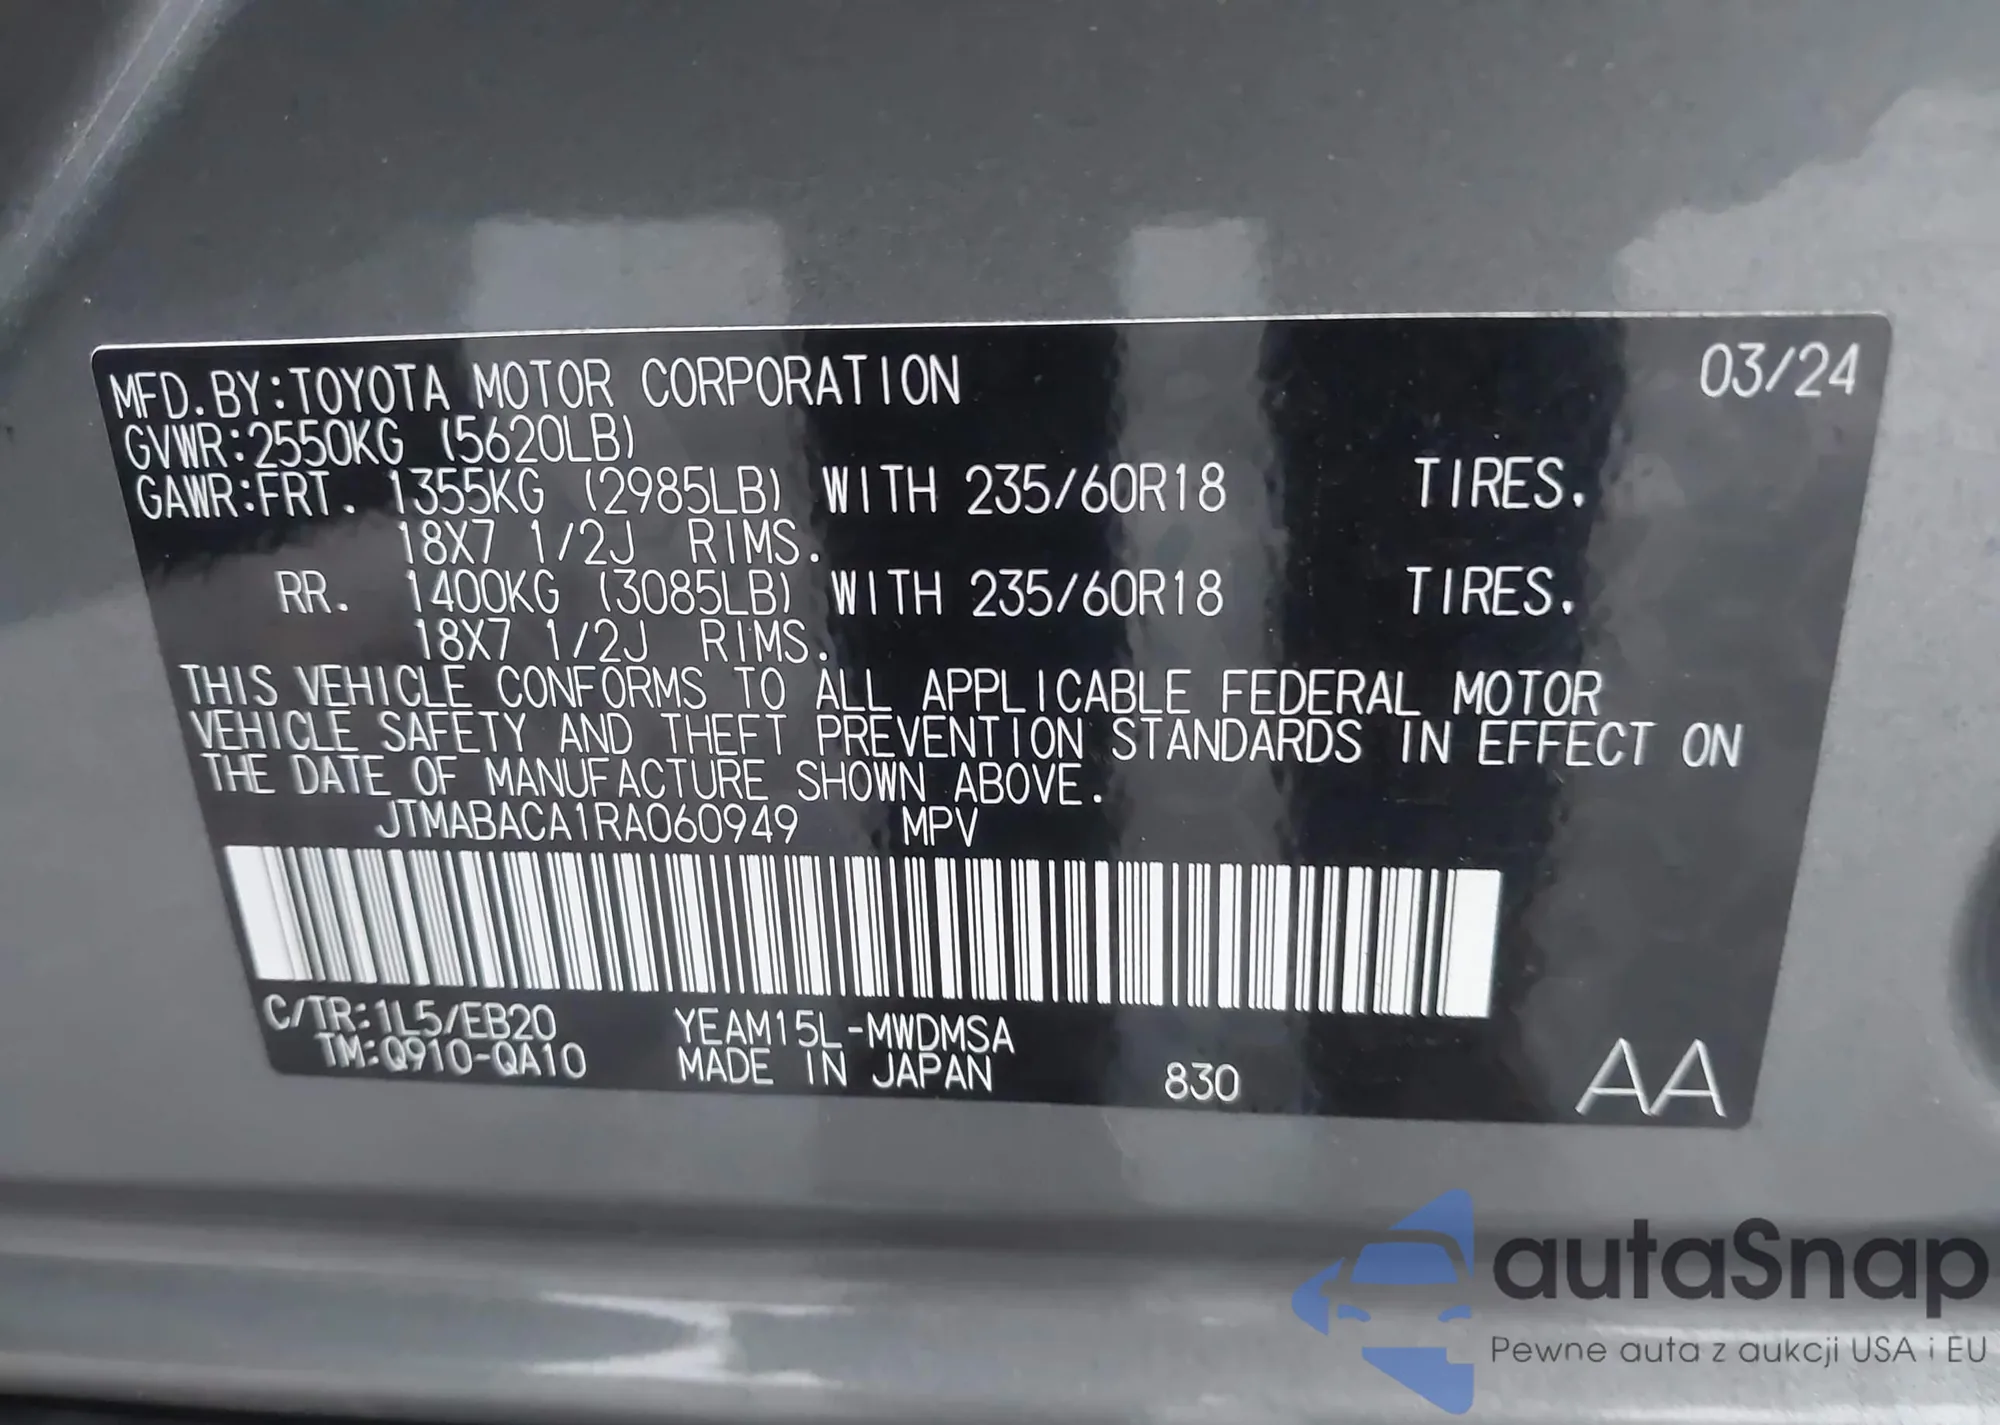 MFD. BY:TOYOTA MOTOR CORPORATION 03/24
GVWR:2550KG (5620LB)
GAWR:FRT. 1355KG (2985LB) WITH 235/60R18 TIRES.
18X7 1/2J RIMS.
RR. 1400KG (3085LB) WITH 235/60R18 TIRES.
18X7 1/2J RIMS.
THIS VEHICLE CONFORMS TO ALL APPLICABLE FEDERAL MOTOR
VEHICLE SAFETY AND THEFT PREVENTION STANDARDS IN EFFECT ON
THE DATE OF MANUFACTURE SHOWN ABOVE.
JTMABACA1RA060949 MPV
C/TR:1L5/EB20 YEAM15L-MWDMSA
TM:Q910-QA10 MADE IN JAPAN 830 AA
autaSnap
Pewne auta z aukcji USA i EU